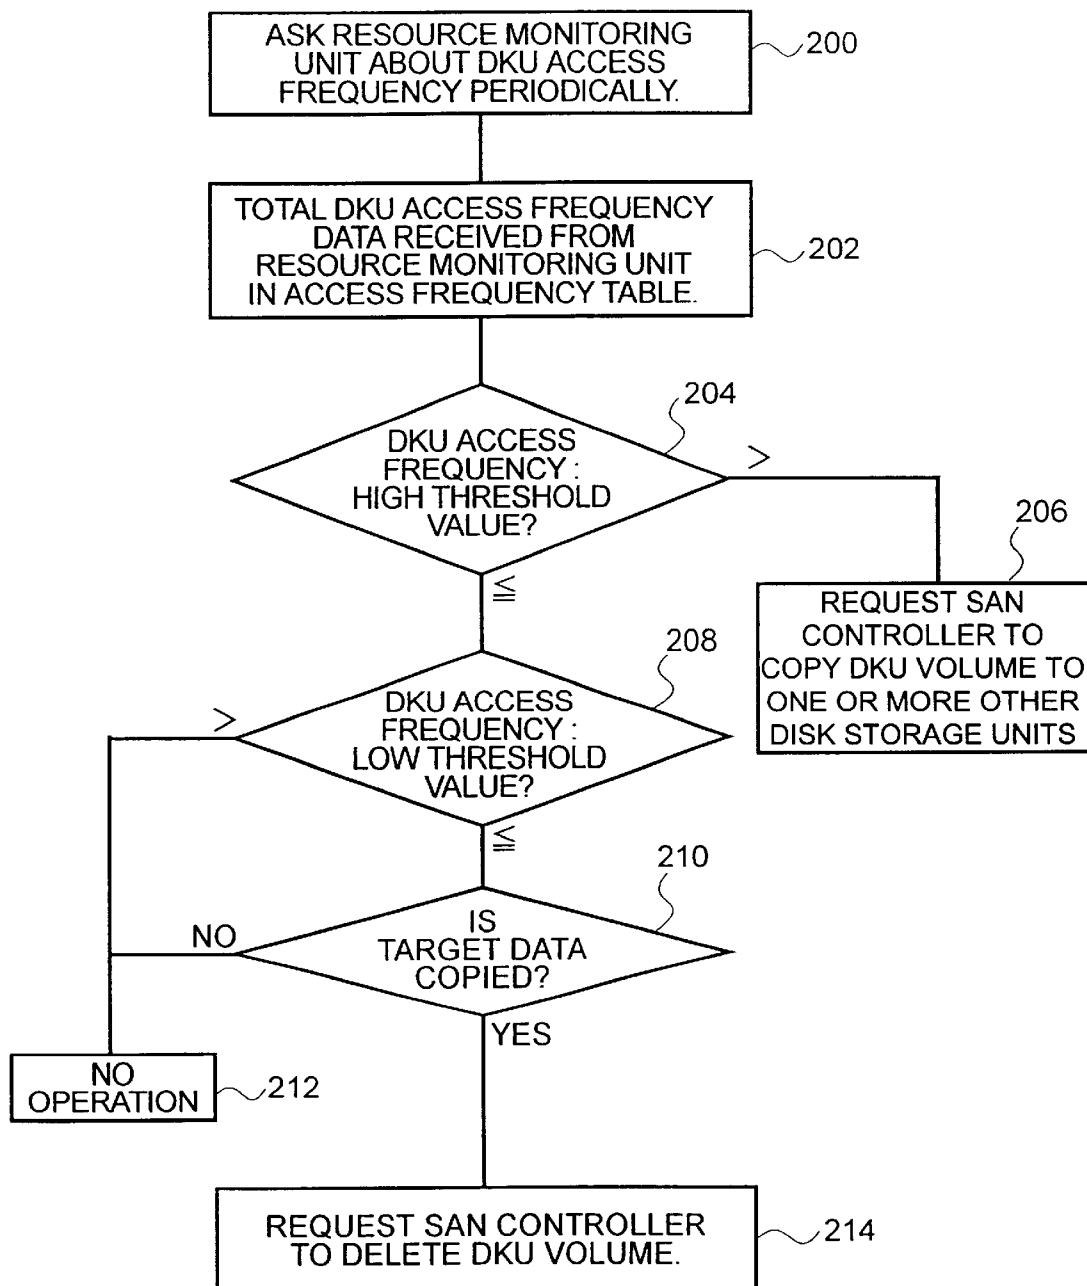 ASK RESOURCE MONITORING
UNIT ABOUT DKU ACCESS
FREQUENCY PERIODICALLY.
200
TOTAL DKU ACCESS FREQUENCY
DATA RECEIVED FROM
RESOURCE MONITORING UNIT
IN ACCESS FREQUENCY TABLE.
202
204
DKU ACCESS
FREQUENCY :
HIGH THRESHOLD
VALUE?
>
≦
206
REQUEST SAN
CONTROLLER TO
COPY DKU VOLUME TO
ONE OR MORE OTHER
DISK STORAGE UNITS
208
DKU ACCESS
FREQUENCY :
LOW THRESHOLD
VALUE?
>
≦
210
IS
TARGET DATA
COPIED?
NO
YES
NO
OPERATION
212
REQUEST SAN CONTROLLER
TO DELETE DKU VOLUME.
214